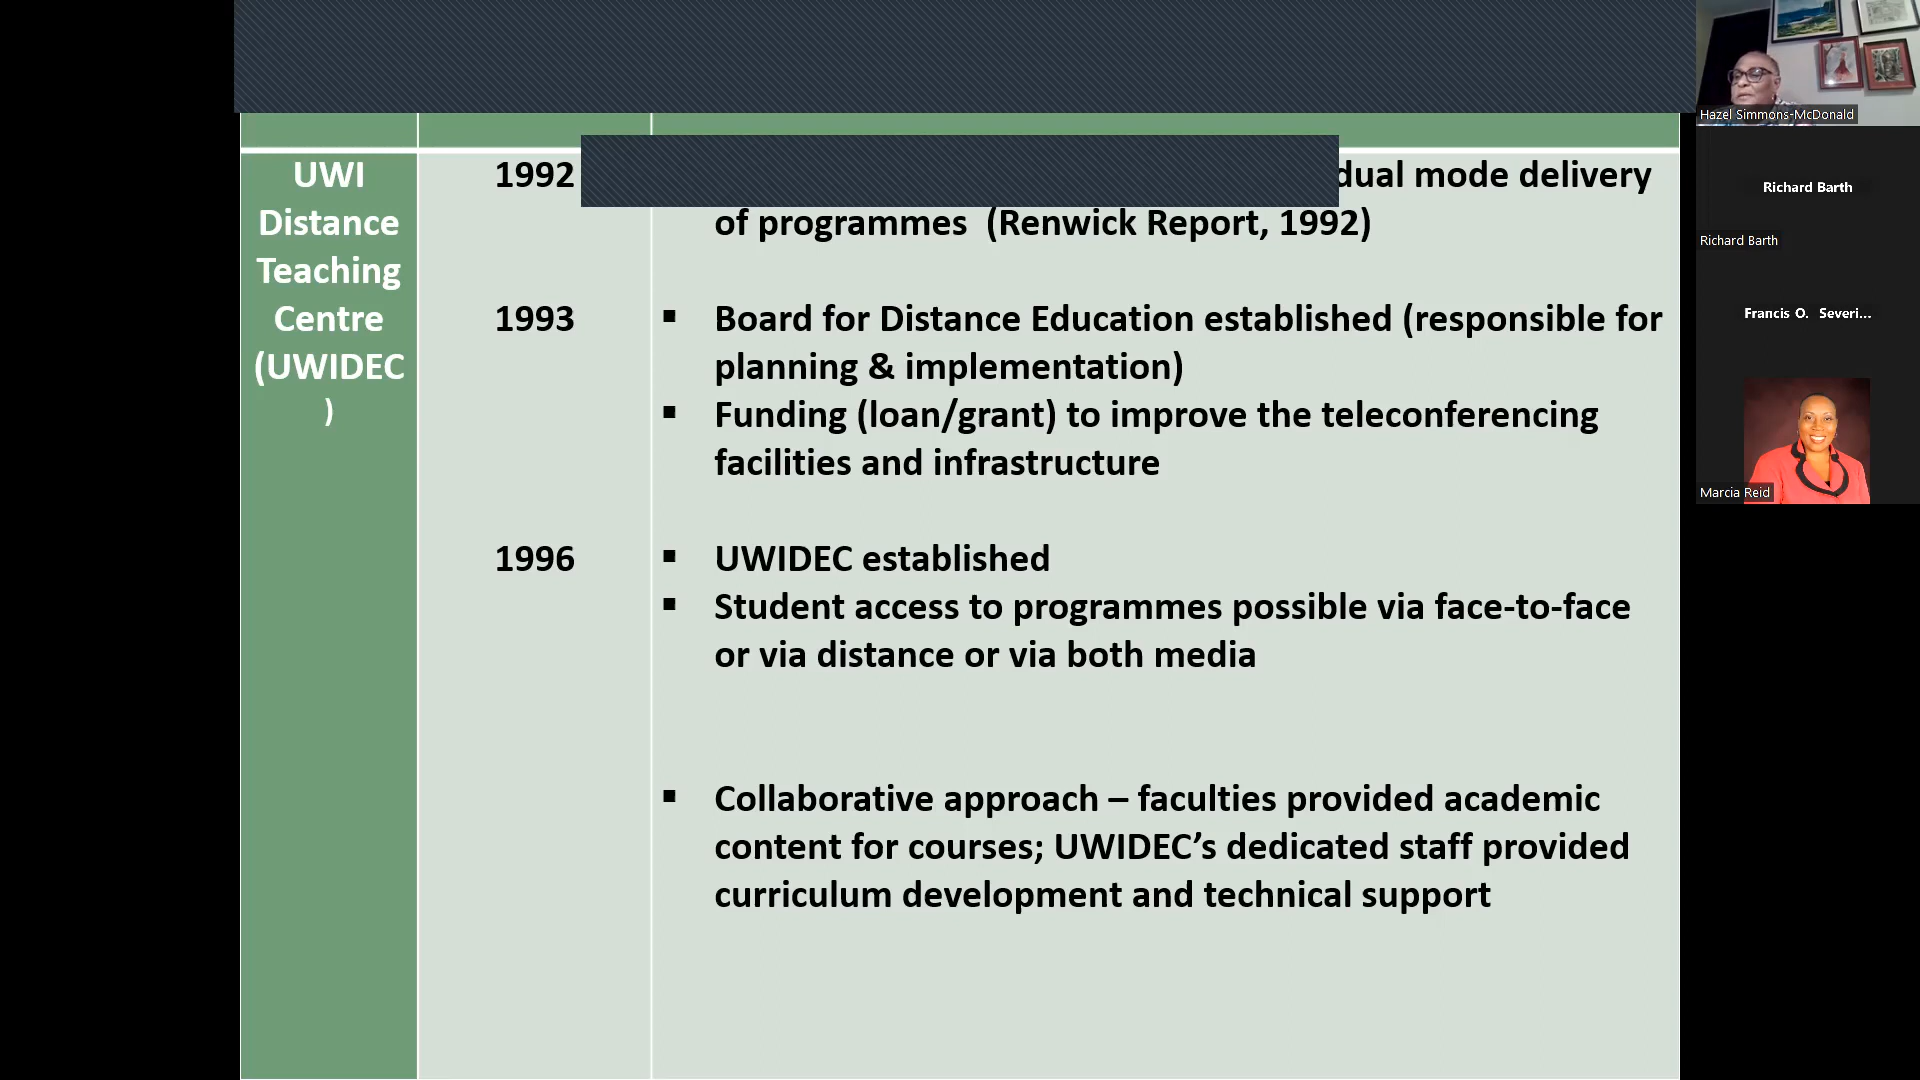 UWI
Distance
Teaching
Centre
(UWIDEC
)
1992
dual mode delivery
of programmes (Renwick Report, 1992)
1993
▪ Board for Distance Education established (responsible for
planning & implementation)
▪ Funding (loan/grant) to improve the teleconferencing
facilities and infrastructure
1996
▪ UWIDEC established
▪ Student access to programmes possible via face-to-face
or via distance or via both media
▪ Collaborative approach – faculties provided academic
content for courses; UWIDEC’s dedicated staff provided
curriculum development and technical support
Hazel Simmons-McDonald
Richard Barth
Richard Barth
Francis O. Severi...
Marcia Reid